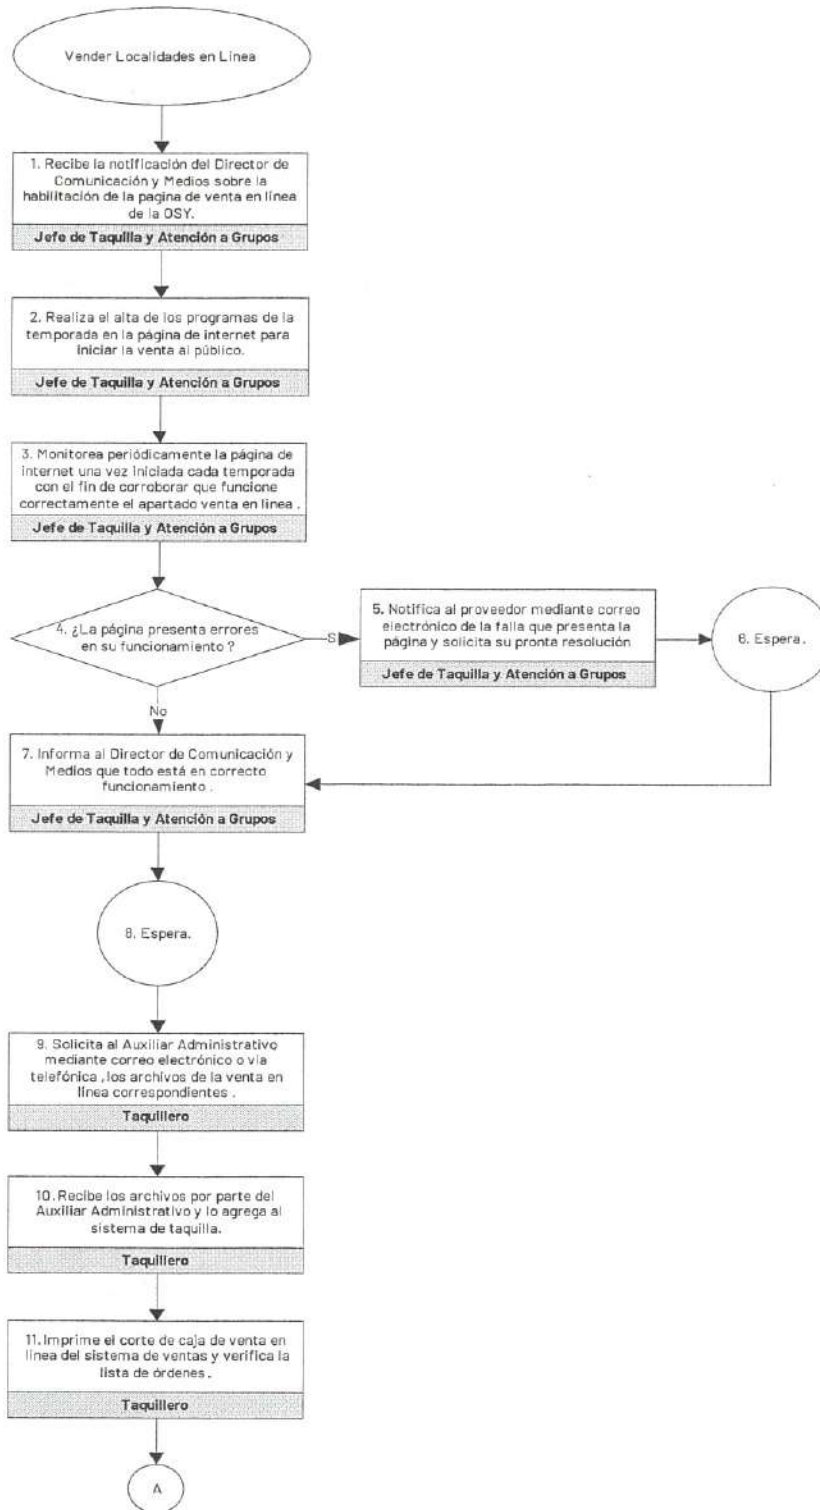 Vender Localidades en Línea
1. Recibe la notificación del Director de
Comunicación y Medios sobre la
habilitación de la pagina de venta en línea
de la OSY.
Jefe de Taquilla y Atención a Grupos
2. Realiza el alta de los programas de la
temporada en la página de internet para
iniciar la venta al público.
Jefe de Taquilla y Atención a Grupos
3. Monitorea periódicamente la página de
internet una vez iniciada cada temporada
con el fin de corroborar que funcione
correctamente el apartado venta en línea .
Jefe de Taquilla y Atención a Grupos
4. ¿La página presenta errores
en su funcionamiento ?
S
5. Notifica al proveedor mediante correo
electrónico de la falla que presenta la
página y solicita su pronta resolución
Jefe de Taquilla y Atención a Grupos
6. Espera .
No
7. Informa al Director de Comunicación y
Medios que todo está en correcto
funcionamiento .
Jefe de Taquilla y Atención a Grupos
8. Espera.
9. Solicita al Auxiliar Administrativo
mediante correo electrónico o vía
telefónica , los archivos de la venta en
línea correspondientes .
Taquillero
10. Recibe los archivos por parte del
Auxiliar Administrativo y lo agrega al
sistema de taquilla.
Taquillero
11. Imprime el corte de caja de venta en
línea del sistema de ventas y verifica la
lista de órdenes .
Taquillero
A